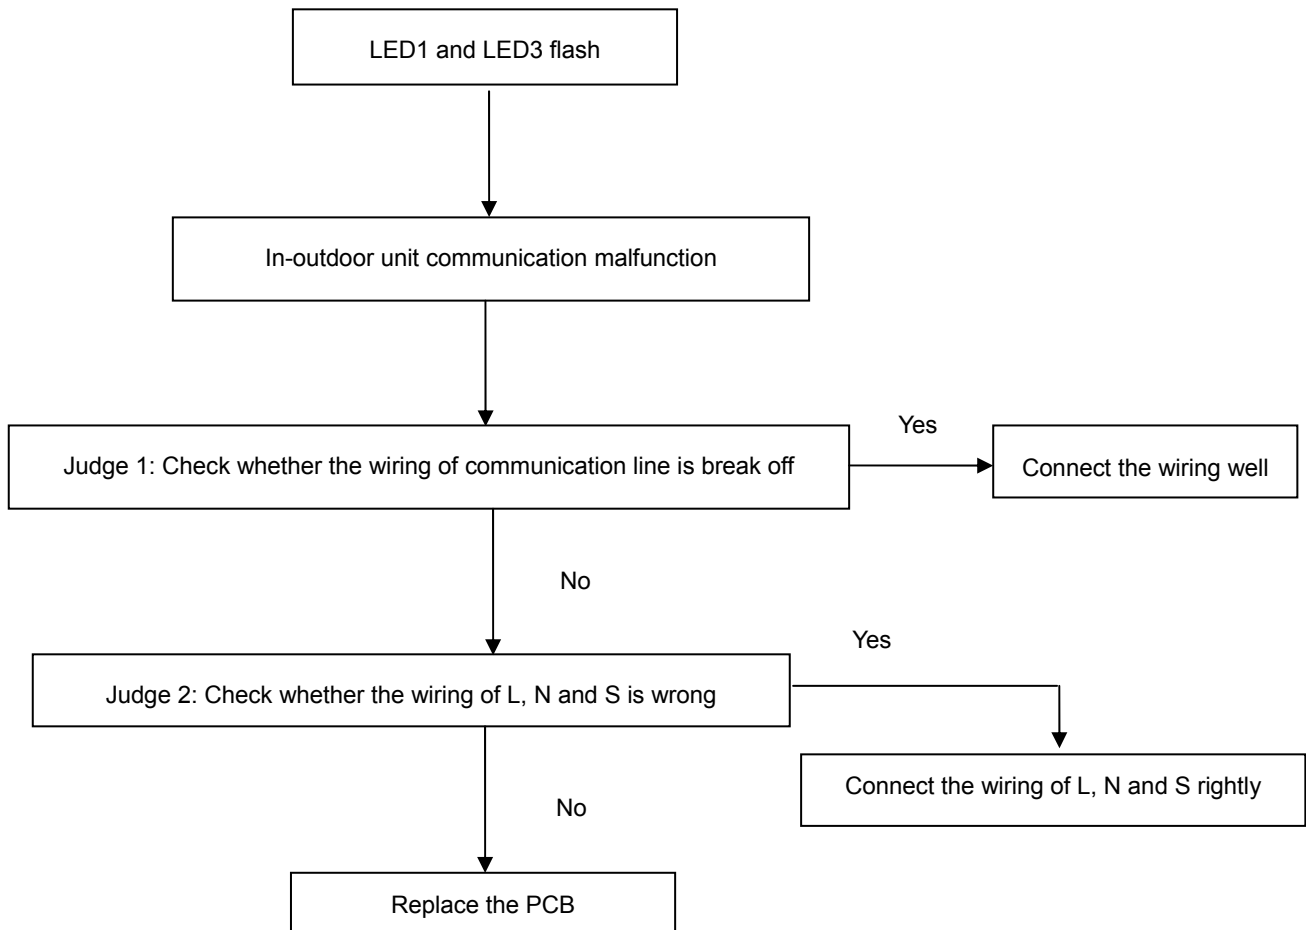 LED1 and LED3 flash
In-outdoor unit communication malfunction
Yes
Judge 1: Check whether the wiring of communication line is break off
Connect the wiring well
No
Yes
Judge 2: Check whether the wiring of L, N and S is wrong
Connect the wiring of L, N and S rightly
No
Replace the PCB